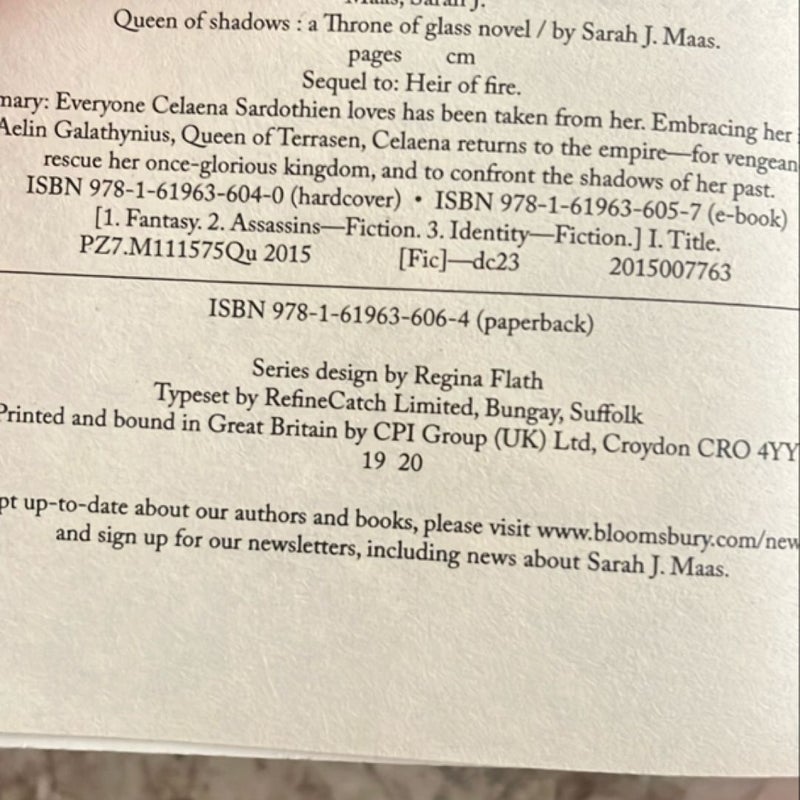 Maas, Sarah J.
Queen of shadows : a Throne of glass novel / by Sarah J. Maas.
pages cm
Sequel to: Heir of fire.
mary: Everyone Celaena Sardothien loves has been taken from her. Embracing her
Aelin Galathynius, Queen of Terrasen, Celaena returns to the empire—for vengean
rescue her once-glorious kingdom, and to confront the shadows of her past.
ISBN 978-1-61963-604-0 (hardcover) • ISBN 978-1-61963-605-7 (e-book)
[1. Fantasy. 2. Assassins—Fiction. 3. Identity—Fiction.] I. Title.
PZ7.M111575Qu 2015 [Fic]—dc23 2015007763
ISBN 978-1-61963-606-4 (paperback)
Series design by Regina Flath
Typeset by RefineCatch Limited, Bungay, Suffolk
Printed and bound in Great Britain by CPI Group (UK) Ltd, Croydon CRO 4YY
19 20
pt up-to-date about our authors and books, please visit www.bloomsbury.com/new
and sign up for our newsletters, including news about Sarah J. Maas.